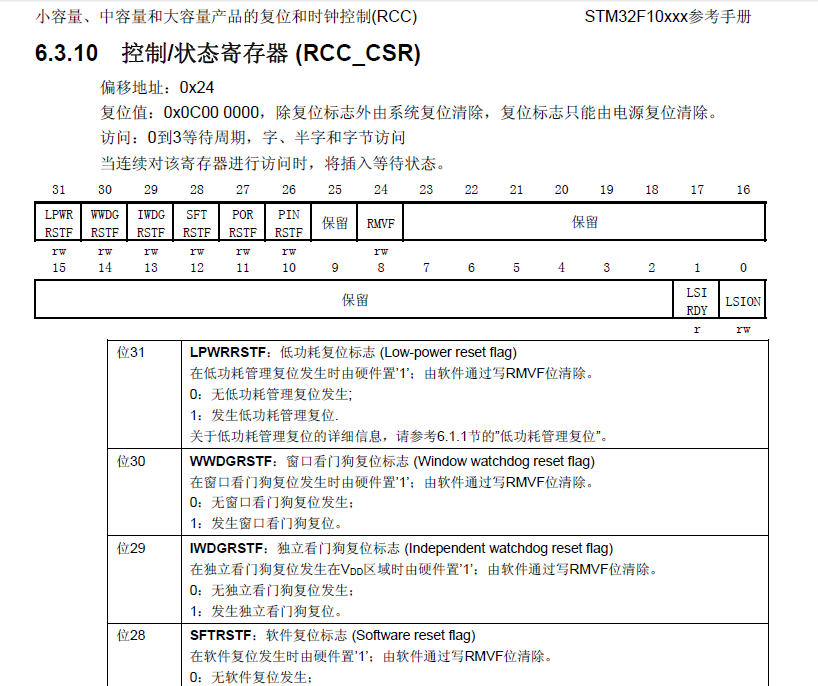 小容量、中容量和大容量产品的复位和时钟控制(RCC) STM32F10xxx参考手册
6.3.10 控制/状态寄存器 (RCC_CSR)
偏移地址：0x24
复位值：0x0C00 0000，除复位标志外由系统复位清除，复位标志只能由电源复位清除。
访问：0到3等待周期，字、半字和字节访问
当连续对该寄存器进行访问时，将插入等待状态。
31 30 29 28 27 26 25 24 23 22 21 20 19 18 17 16
LPWR WWDG IWDG SFT POR PIN 保留 RMVF 保留
RSTF RSTF RSTF RSTF RSTF RSTF
rw rw rw rw rw rw rw
15 14 13 12 11 10 9 8 7 6 5 4 3 2 1 0
保留 LSI LSION
RDY
r rw
位31 LPWRRSTF：低功耗复位标志 (Low-power reset flag)
在低功耗管理复位发生时由硬件置’1’；由软件通过写RMVF位清除。
0：无低功耗管理复位发生;
1：发生低功耗管理复位.
关于低功耗管理复位的详细信息，请参考6.1.1节的”低功耗管理复位”。
位30 WWDGRSTF：窗口看门狗复位标志 (Window watchdog reset flag)
在窗口看门狗复位发生时由硬件置’1’；由软件通过写RMVF位清除。
0：无窗口看门狗复位发生；
1：发生窗口看门狗复位。
位29 IWDGRSTF：独立看门狗复位标志 (Independent watchdog reset flag)
在独立看门狗复位发生在VDD区域时由硬件置’1’；由软件通过写RMVF位清除。
0：无独立看门狗复位发生；
1：发生独立看门狗复位。
位28 SFTRSTF：软件复位标志 (Software reset flag)
在软件复位发生时由硬件置’1’；由软件通过写RMVF位清除。
0：无软件复位发生；